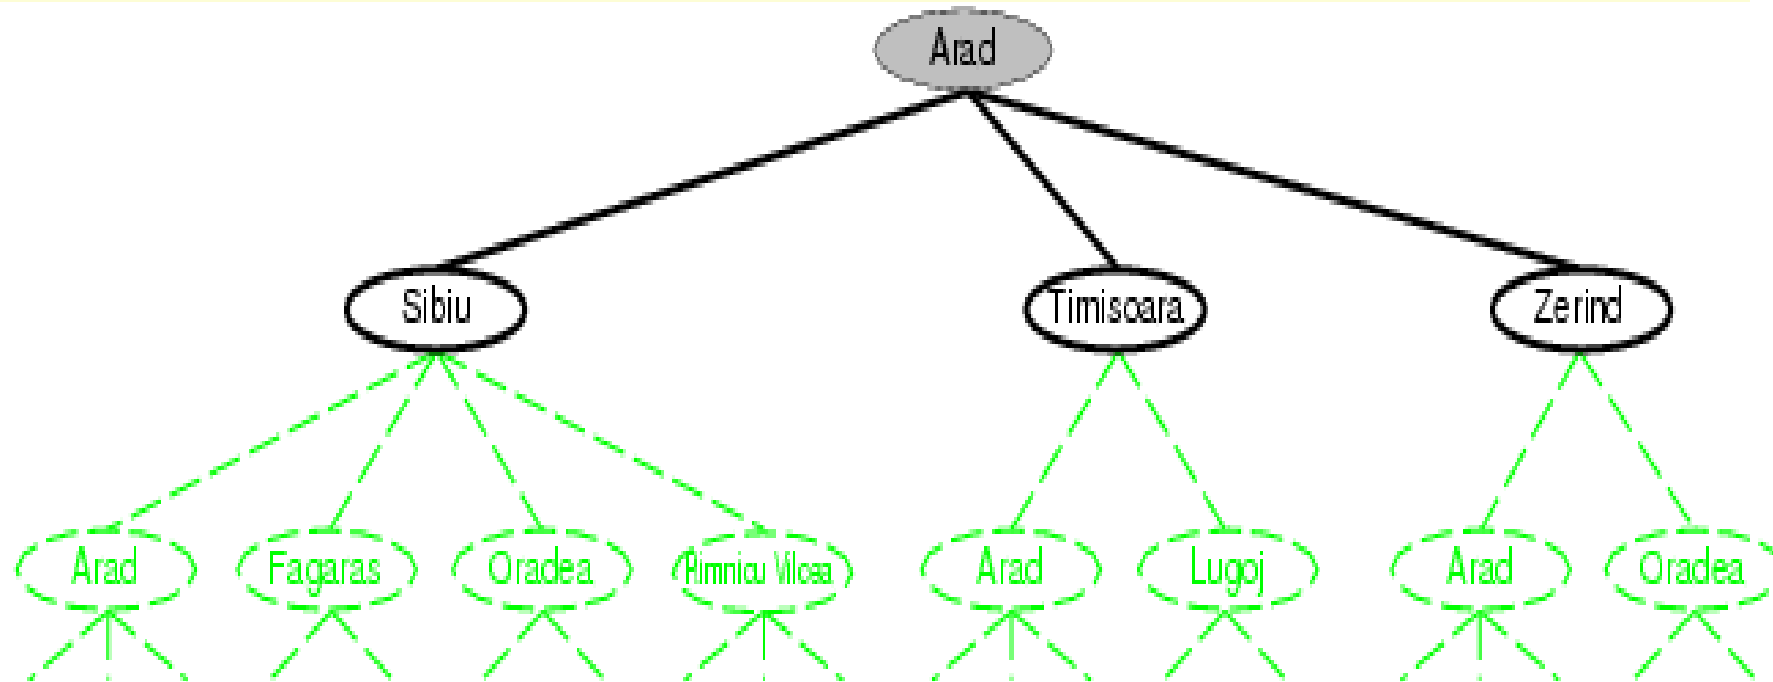 Arad
Sibiu
Timisoara
Zerind
Arad
Fagaras
Oradea
Rimnicu Vilcea
Arad
Lugoj
Arad
Oradea